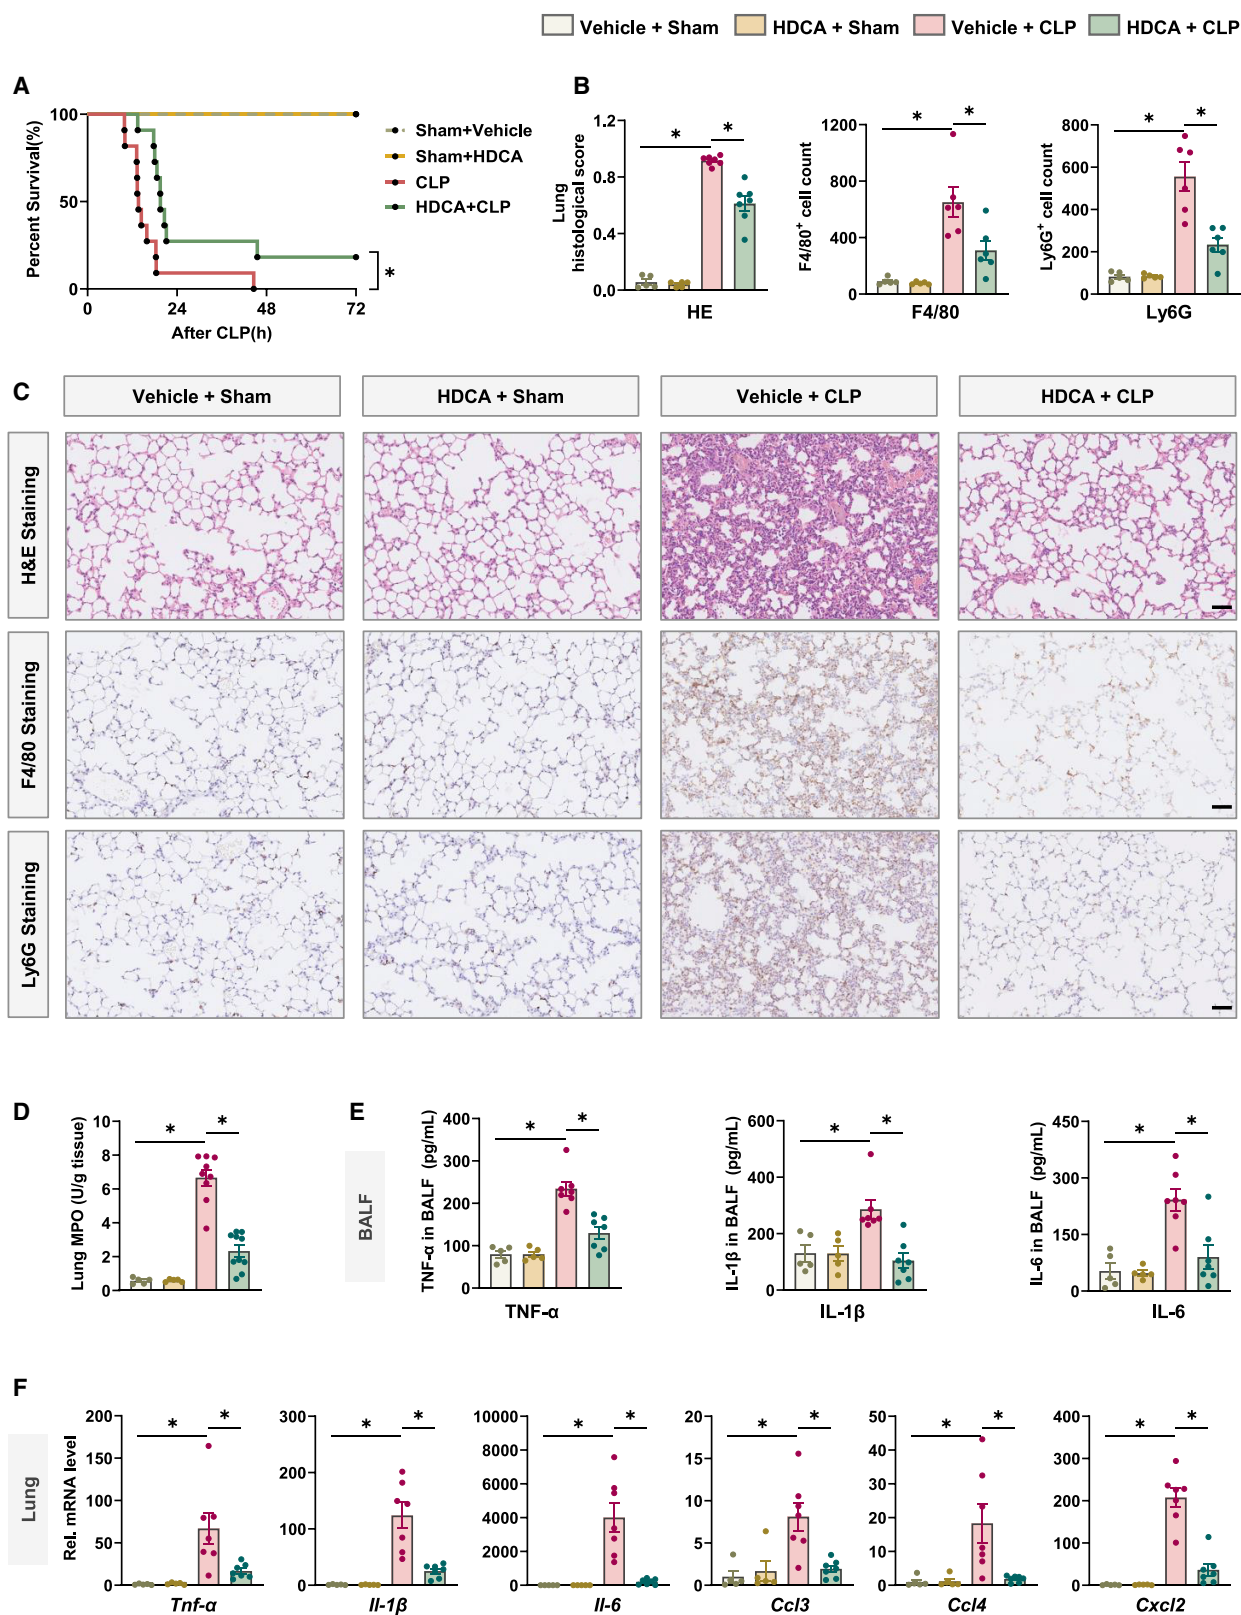 Vehicle + Sham HDCA + Sham Vehicle + CLP HDCA + CLP
A
Percent Survival(%)
100
50
0
0 24 48 72
After CLP(h)
Sham+Vehicle
Sham+HDCA
CLP
HDCA+CLP
*
B
Lung
histological score
1.2
0.8
0.4
0.0
* *
HE
F4/80+ cell count
1200
800
400
0
* *
F4/80
Ly6G+ cell count
800
600
400
200
0
* *
Ly6G
C
Vehicle + Sham HDCA + Sham Vehicle + CLP HDCA + CLP
H&E Staining
F4/80 Staining
Ly6G Staining
D
Lung MPO (U/g tissue)
10
8
6
4
2
0
* *
E
BALF
TNF-α in BALF (pg/mL)
400
300
200
100
0
* *
TNF-α
IL-1β in BALF (pg/mL)
600
400
200
0
* *
IL-1β
IL-6 in BALF (pg/mL)
450
300
150
0
* *
IL-6
F
Lung
Rel. mRNA level
200
150
100
50
0
* *
Tnf-α
300
200
100
0
* *
Il-1β
10000
8000
6000
4000
2000
0
* *
Il-6
20
15
10
5
0
* *
Ccl3
50
40
30
20
10
0
* *
Ccl4
400
300
200
100
0
* *
Cxcl2